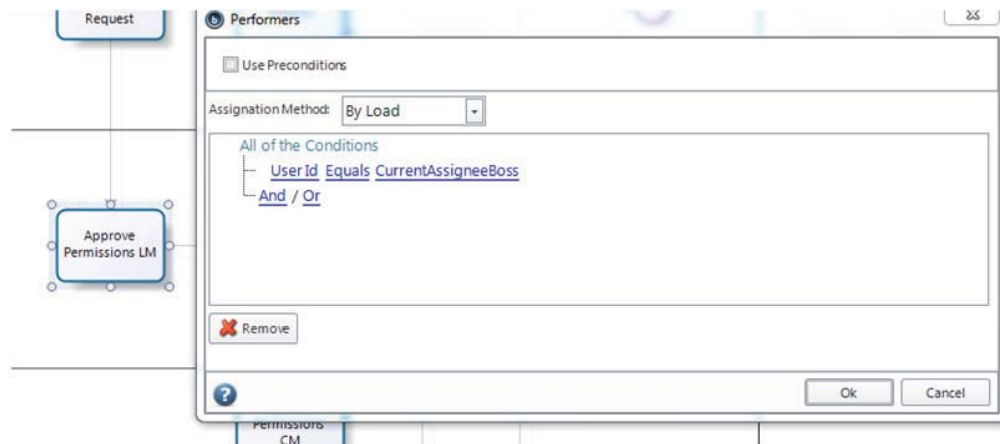 Request
Performers
Use Preconditions
Assignation Method: By Load
All of the Conditions
User Id Equals CurrentAssigneeBoss
And / Or
Approve
Permissions LM
Remove
Ok Cancel
Permissions
CM